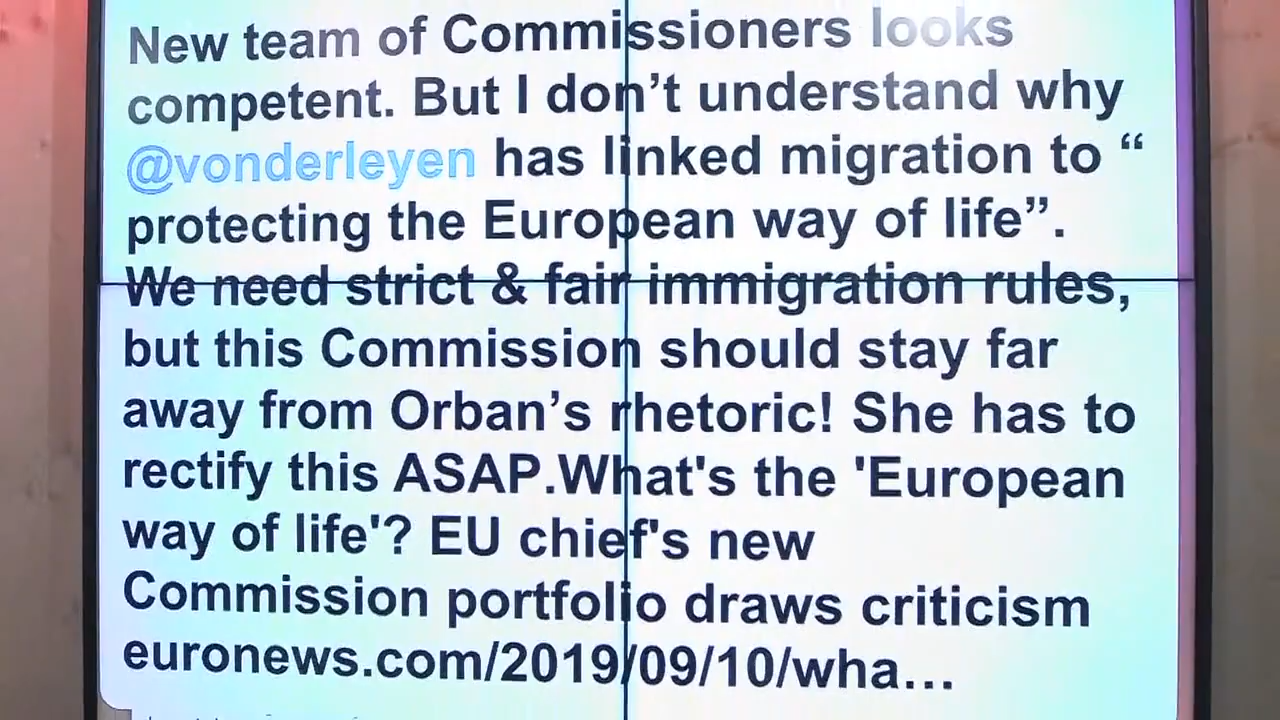 New team of Commissioners looks
competent. But I don’t understand why
@vonderleyen has linked migration to “
protecting the European way of life”.
We need strict & fair immigration rules,
but this Commission should stay far
away from Orban’s rhetoric! She has to
rectify this ASAP.What's the 'European
way of life'? EU chief's new
Commission portfolio draws criticism
euronews.com/2019/09/10/wha…